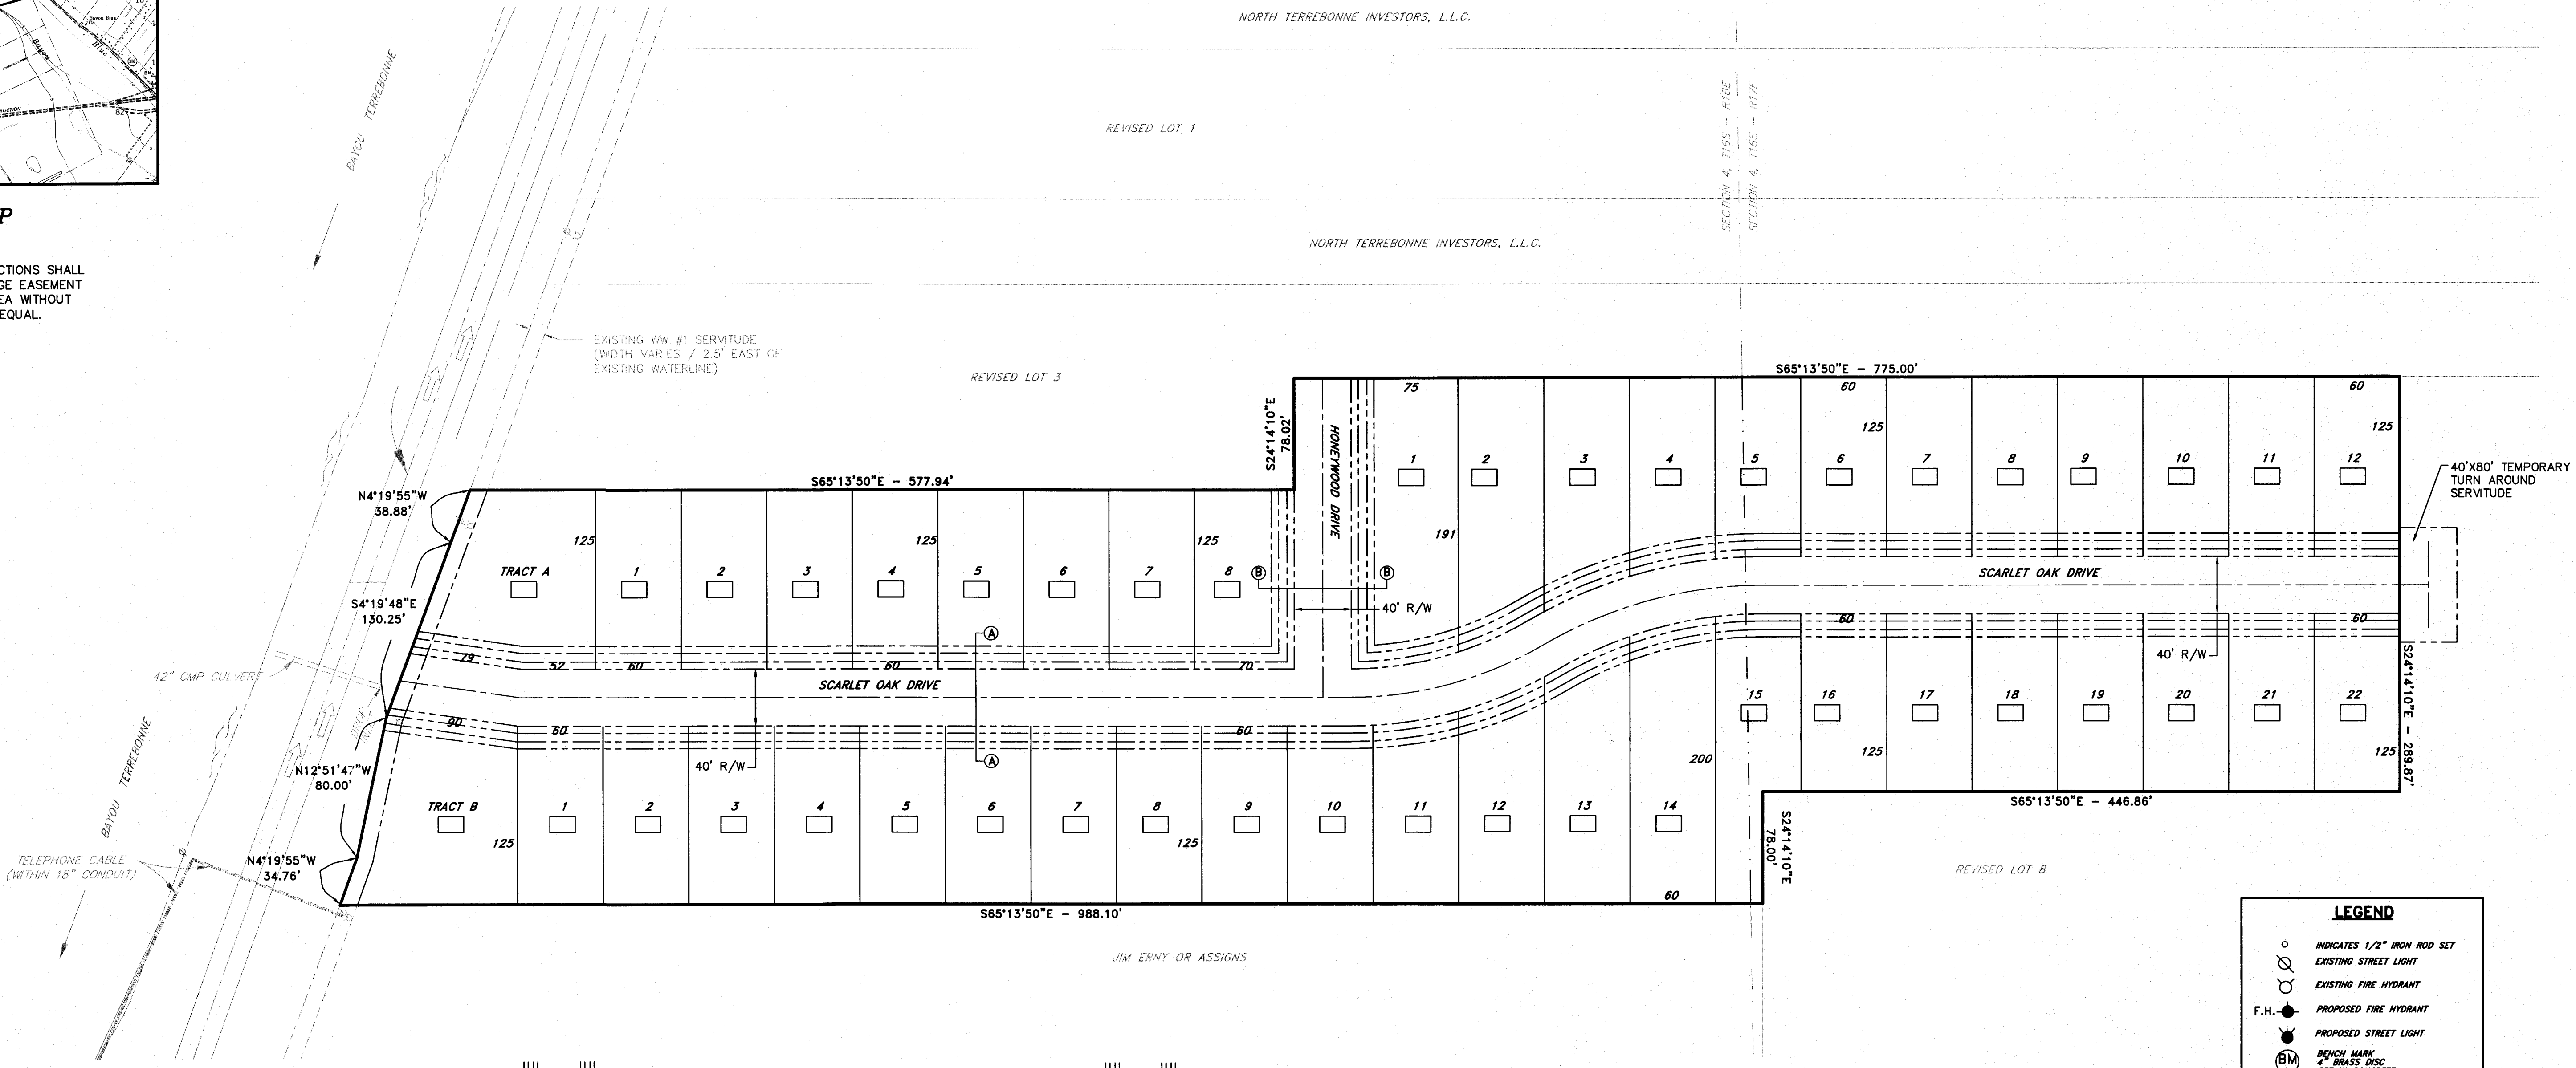 Bayou Blue
Ch
Bayou
Blue
316
BM
82
P
CTIONS SHALL
GE EASEMENT
EA WITHOUT
EQUAL.
NORTH TERREBONNE INVESTORS, L.L.C.
BAYOU TERREBONNE
REVISED LOT 1
SECTION 4, T16S - R16E
SECTION 4, T16S - R17E
NORTH TERREBONNE INVESTORS, L.L.C.
EXISTING WW #1 SERVITUDE
(WIDTH VARIES / 2.5' EAST OF
EXISTING WATERLINE)
REVISED LOT 3
S65°13'50"E - 775.00'
75
60
60
S24°14'10"E
78.02'
HONEYWOOD DRIVE
125
125
1
2
3
4
5
6
7
8
9
10
11
12
40'X80' TEMPORARY
TURN AROUND
SERVITUDE
S65°13'50"E - 577.94'
N4°19'55"W
38.88'
191
125
125
125
TRACT A
1
2
3
4
5
6
7
8
B
B
SCARLET OAK DRIVE
40' R/W
S4°19'48"E
130.25'
A
60
60
79
52
60
60
70
40' R/W
42" CMP CULVERT
SCARLET OAK DRIVE
S24°14'10"E - 289.87'
15
16
17
18
19
20
21
22
90
60
60
DROP
BAYOU TERREBONNE
40' R/W
A
200
125
125
N12°51'47"W
80.00'
TRACT B
1
2
3
4
5
6
7
8
9
10
11
12
13
14
S65°13'50"E - 446.86'
125
125
S24°14'10"E
78.00'
TELEPHONE CABLE
(WITHIN 18" CONDUIT)
N4°19'55"W
34.76'
REVISED LOT 8
60
S65°13'50"E - 988.10'
JIM ERNY OR ASSIGNS
LEGEND
INDICATES 1/2" IRON ROD SET
EXISTING STREET LIGHT
EXISTING FIRE HYDRANT
F.H. PROPOSED FIRE HYDRANT
PROPOSED STREET LIGHT
BM BENCH MARK
4" BRASS DISC